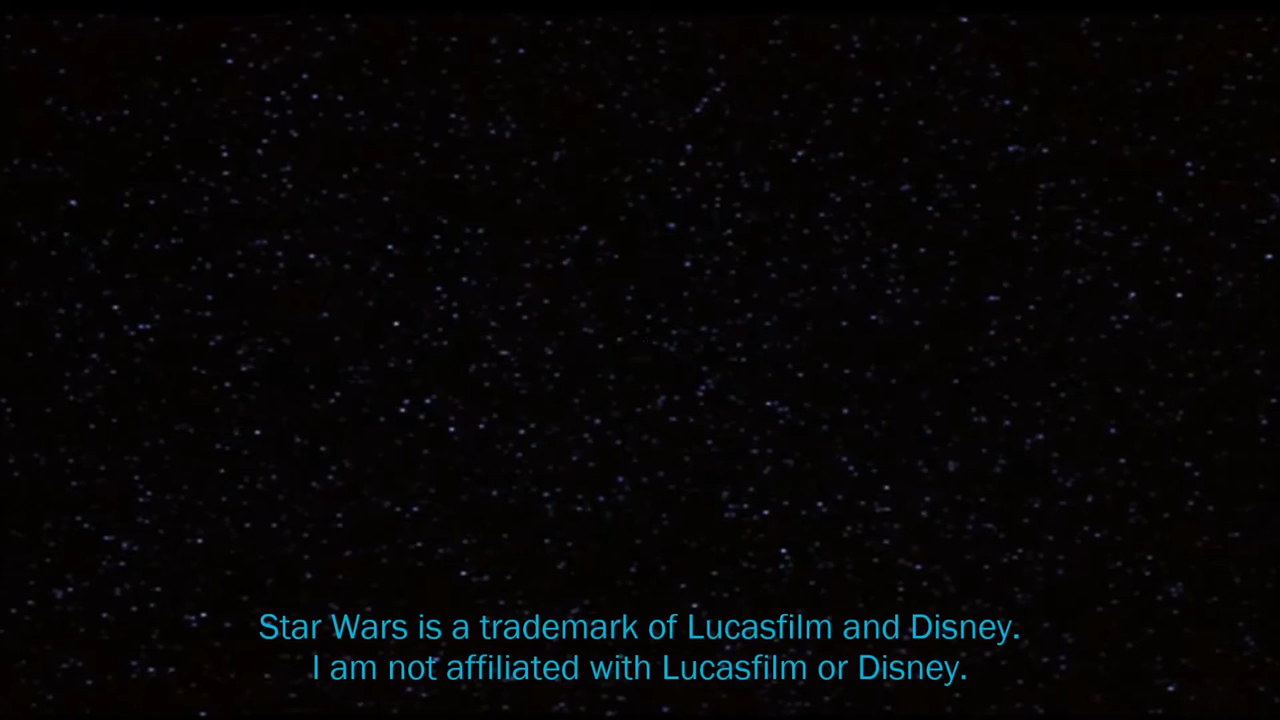 Star Wars is a trademark of Lucasfilm and Disney.
I am not affiliated with Lucasfilm or Disney.